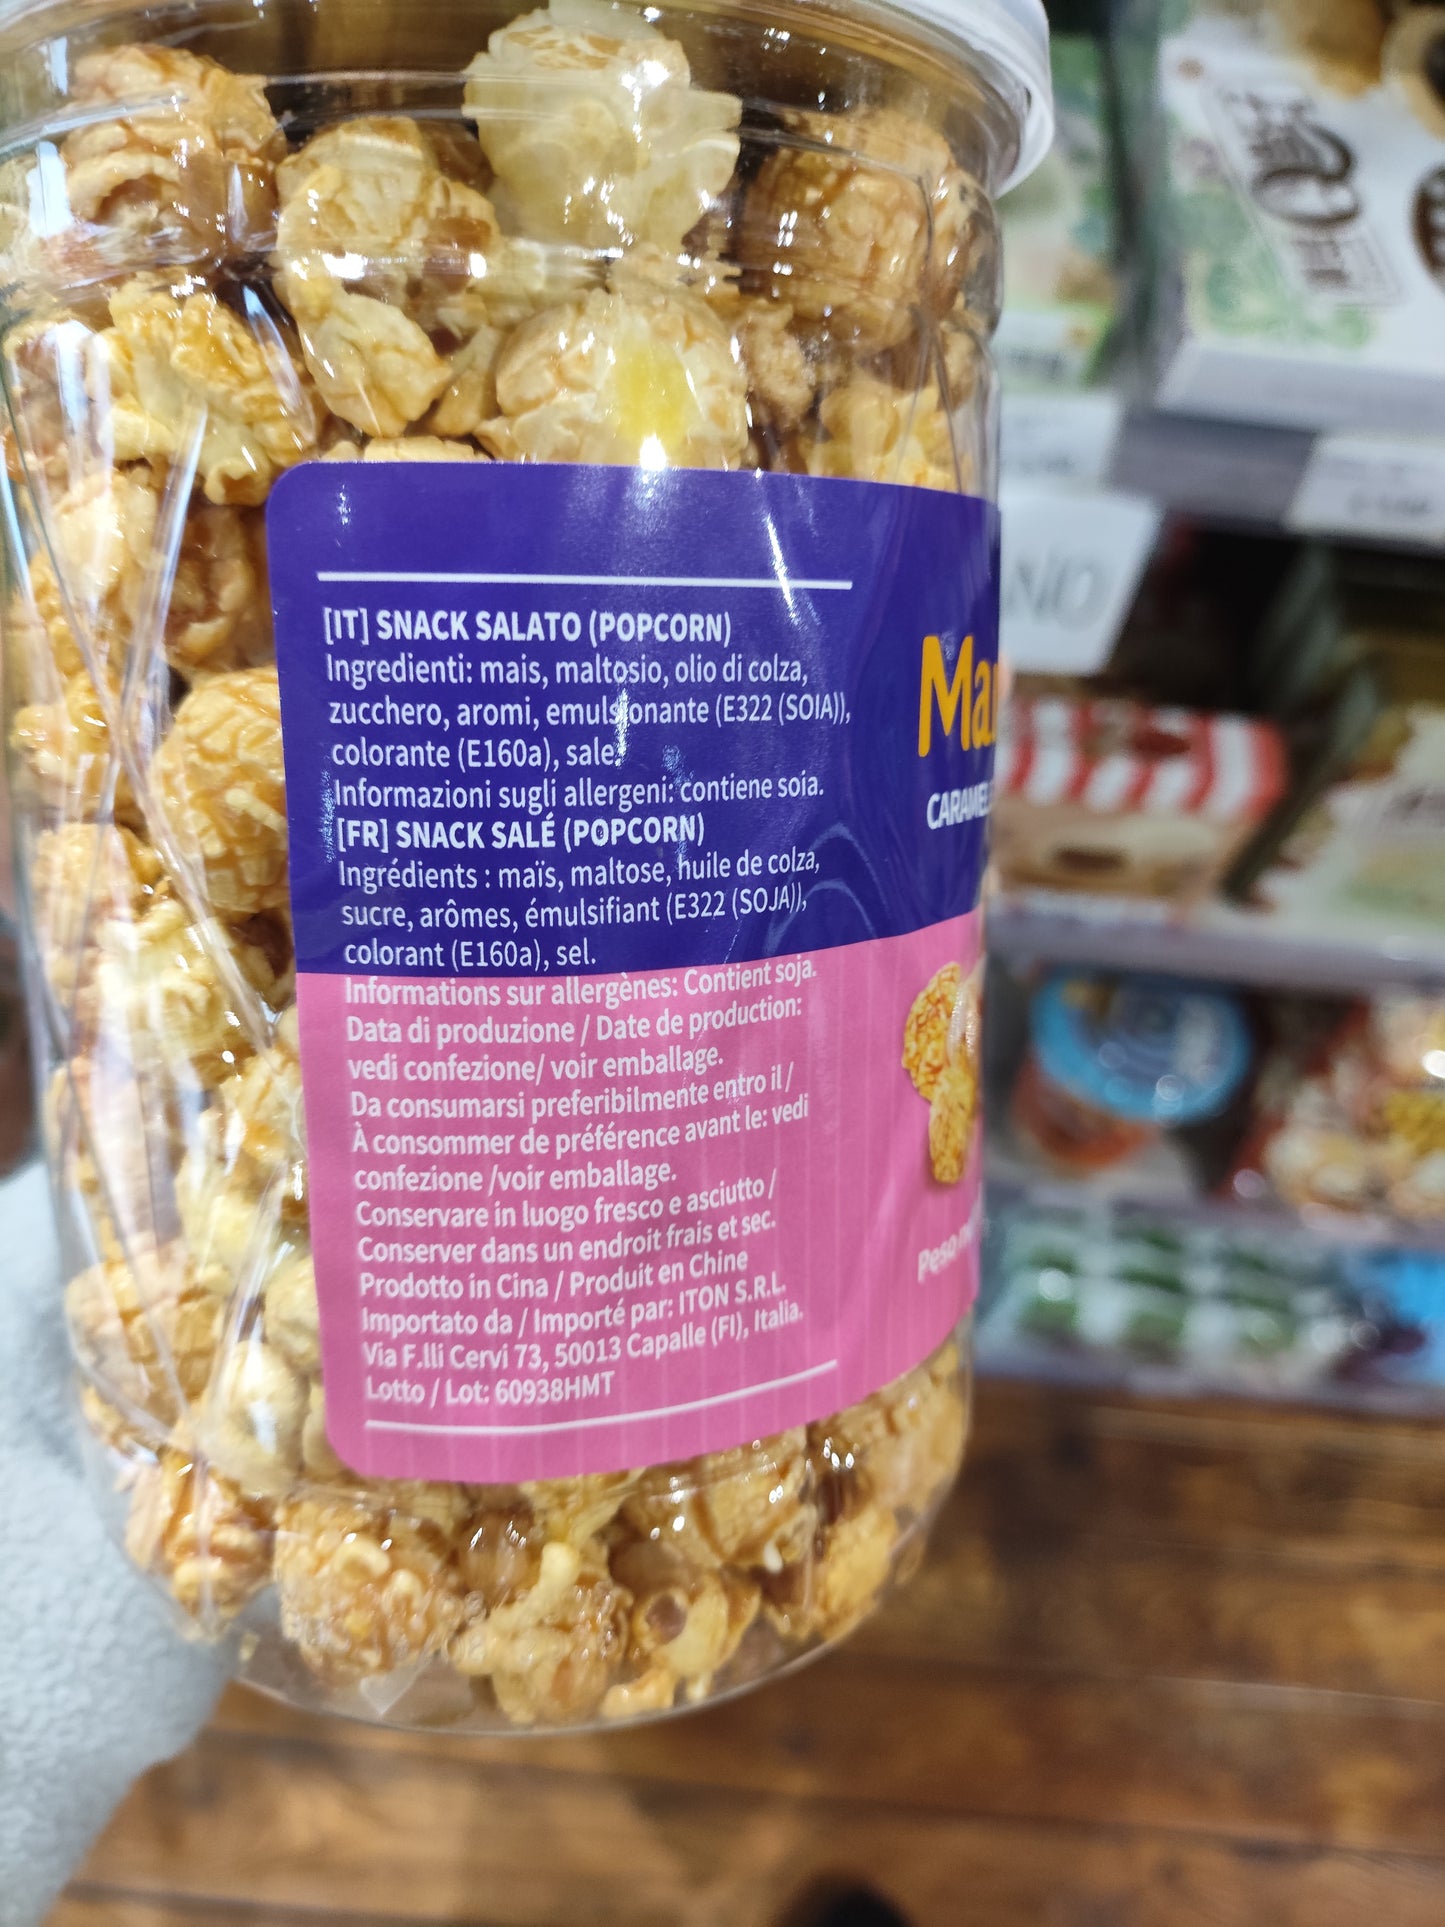 [IT] SNACK SALATO (POPCORN)
Ingredienti: mais, maltosio, olio di colza,
zucchero, aromi, emulsionante (E322 (SOIA)),
colorante (E160a), sale.
Informazioni sugli allergeni: contiene soia.
[FR] SNACK SALÉ (POPCORN)
Ingrédients : maïs, maltose, huile de colza,
sucre, arômes, émulsifiant (E322 (SOJA)),
colorant (E160a), sel.
Informations sur allergènes: Contient soja.
Data di produzione / Date de production:
vedi confezione/ voir emballage.
Da consumarsi preferibilmente entro il /
À consommer de préférence avant le: vedi
confezione /voir emballage.
Conservare in luogo fresco e asciutto /
Conserver dans un endroit frais et sec.
Prodotto in Cina / Produit en Chine
Importato da / Importé par: ITON S.R.L.
Via F.lli Cervi 73, 50013 Capalle (FI), Italia.
Lotto / Lot: 60938HMT
Ma
CARAMEL
Peso